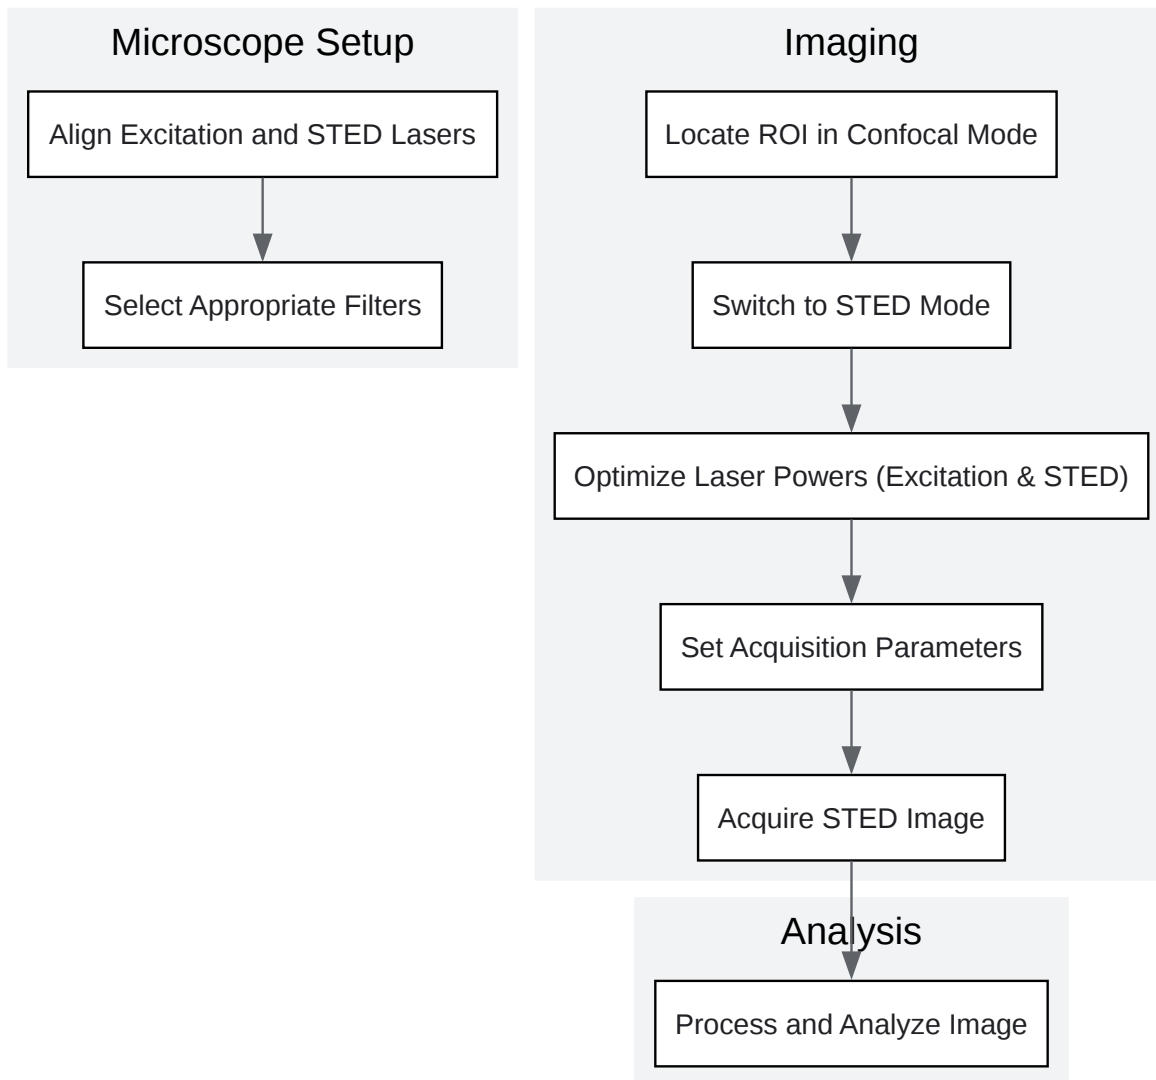 Microscope Setup
Align Excitation and STED Lasers
Select Appropriate Filters
Imaging
Locate ROI in Confocal Mode
Switch to STED Mode
Optimize Laser Powers (Excitation & STED)
Set Acquisition Parameters
Acquire STED Image
Analysis
Process and Analyze Image